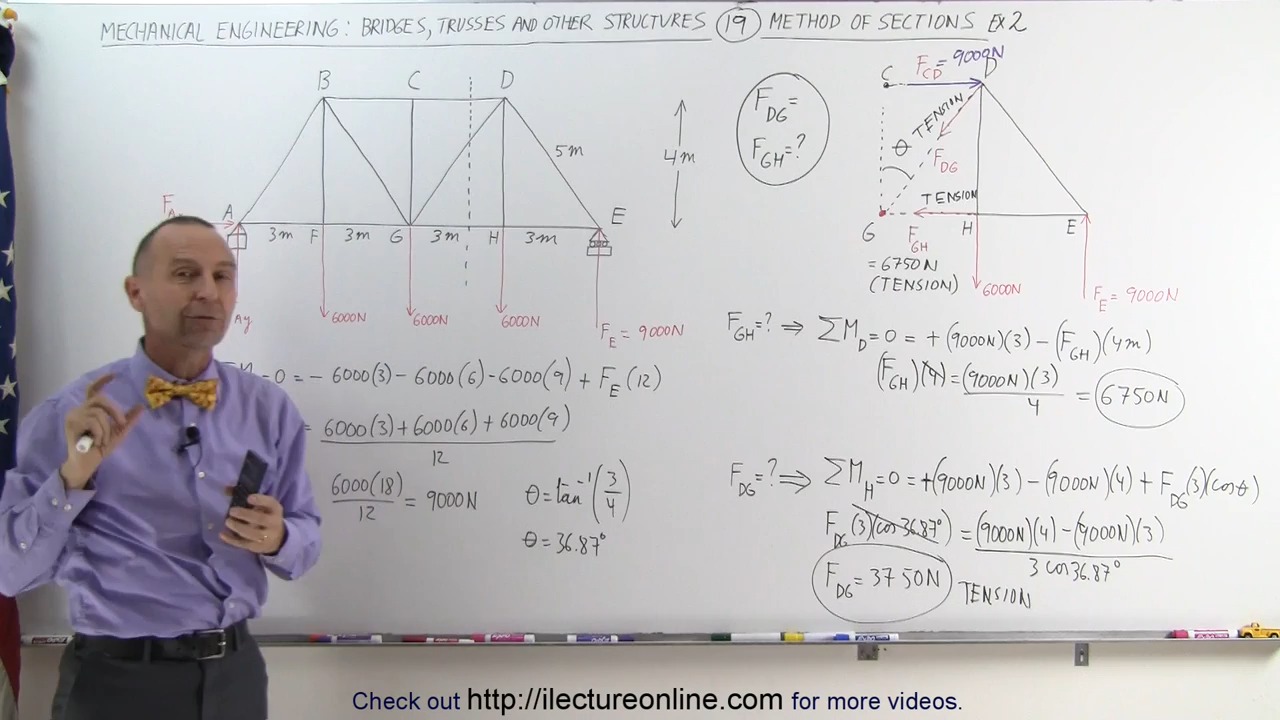 MECHANICAL ENGINEERING: BRIDGES, TRUSSES AND OTHER STRUCTURES (19) METHOD OF SECTIONS EX 2
B C D
5m
4m
A E
3m F 3m G 3m H 3m
Ay
6000N 6000N 6000N
F_E = 9000N
=0= - 6000(3) - 6000(6) - 6000(9) + F_E(12)
= 6000(3) + 6000(6) + 6000(9)
12
6000(18) = 9000N
12
θ = tan⁻¹(3/4)
θ = 36.87°
F_DG =
F_GH = ?
C F_CD = 9000N D
TENSION
θ
F_DG
TENSION
G F_GH H E
= 6750N
(TENSION)
6000N
F_E = 9000N
F_GH = ? ⇒ ΣM_D = 0 = + (9000N)(3) - (F_GH)(4m)
(F_GH)(4) = (9000N)(3) = 6750N
4
F_DG = ? ⇒ ΣM_H = 0 = +(9000N)(3) - (9000N)(4) + F_DG(3)(cosθ)
F_DG(3)(cos 36.87°) = (9000N)(4) - (9000N)(3)
3 cos 36.87°
F_DG = 3750N TENSION
Check out http://ilectureonline.com for more videos.